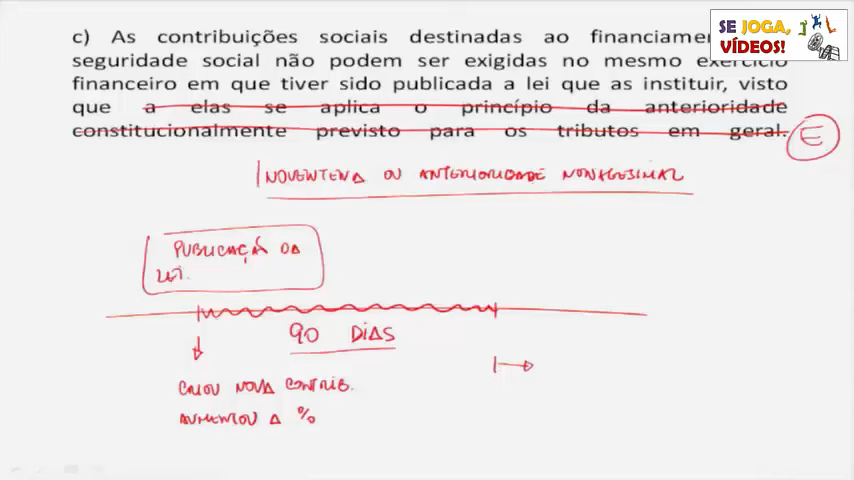 SE JOGA,
VÍDEOS!
c) As contribuições sociais destinadas ao
seguridade social não podem ser exigidas no mesmo exercício
financeiro em que tiver sido publicada a lei que as instituir, visto
que a elas se aplica o princípio da anterioridade
constitucionalmente previsto para os tributos em geral.
E
NOVENTENA OU ANTERIORIDADE NONAGESIMAL
PUBLICAÇÃO DA
LEI.
90 DIAS
CRIOU NOVA CONTRIB.
AUMENTOU A %